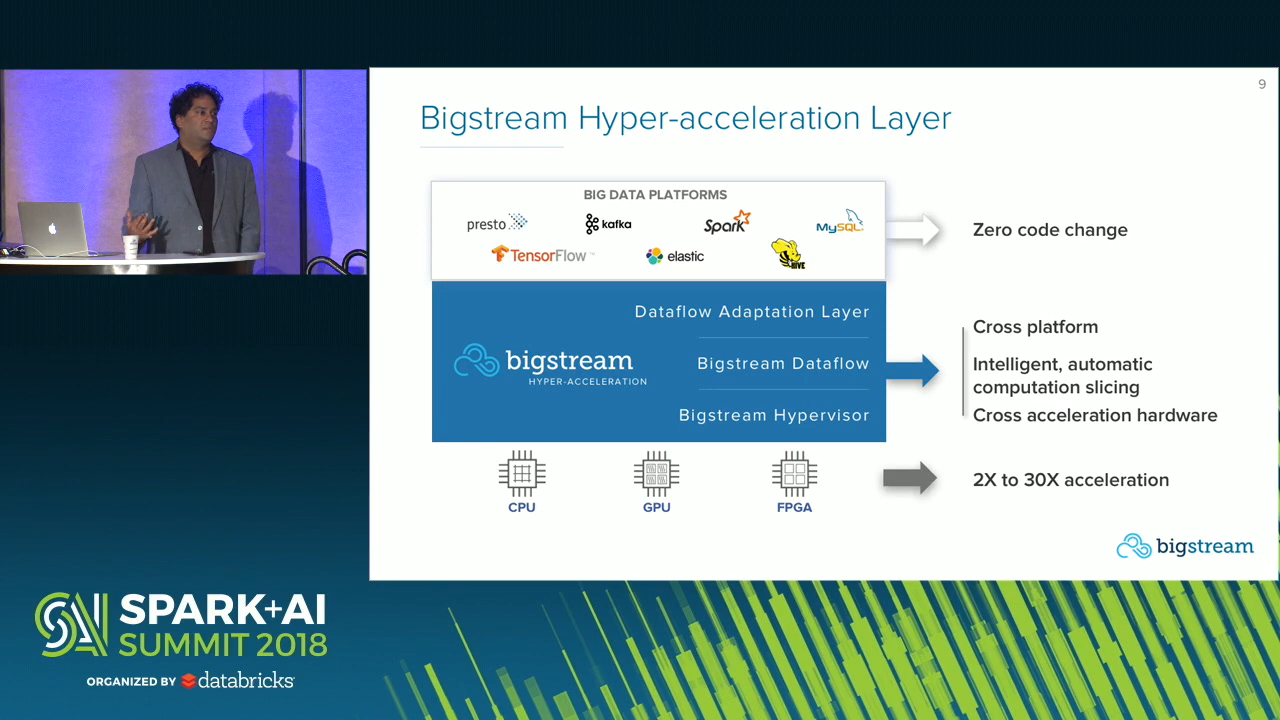 9
Bigstream Hyper-acceleration Layer
BIG DATA PLATFORMS
presto
kafka
Spark
MySQL
TensorFlow™
elastic
HIVE
Zero code change
Dataflow Adaptation Layer
bigstream
HYPER-ACCELERATION
Bigstream Dataflow
Bigstream Hypervisor
Cross platform
Intelligent, automatic
computation slicing
Cross acceleration hardware
CPU
GPU
FPGA
2X to 30X acceleration
bigstream
SAI
SPARK+AI
SUMMIT 2018
ORGANIZED BY databricks